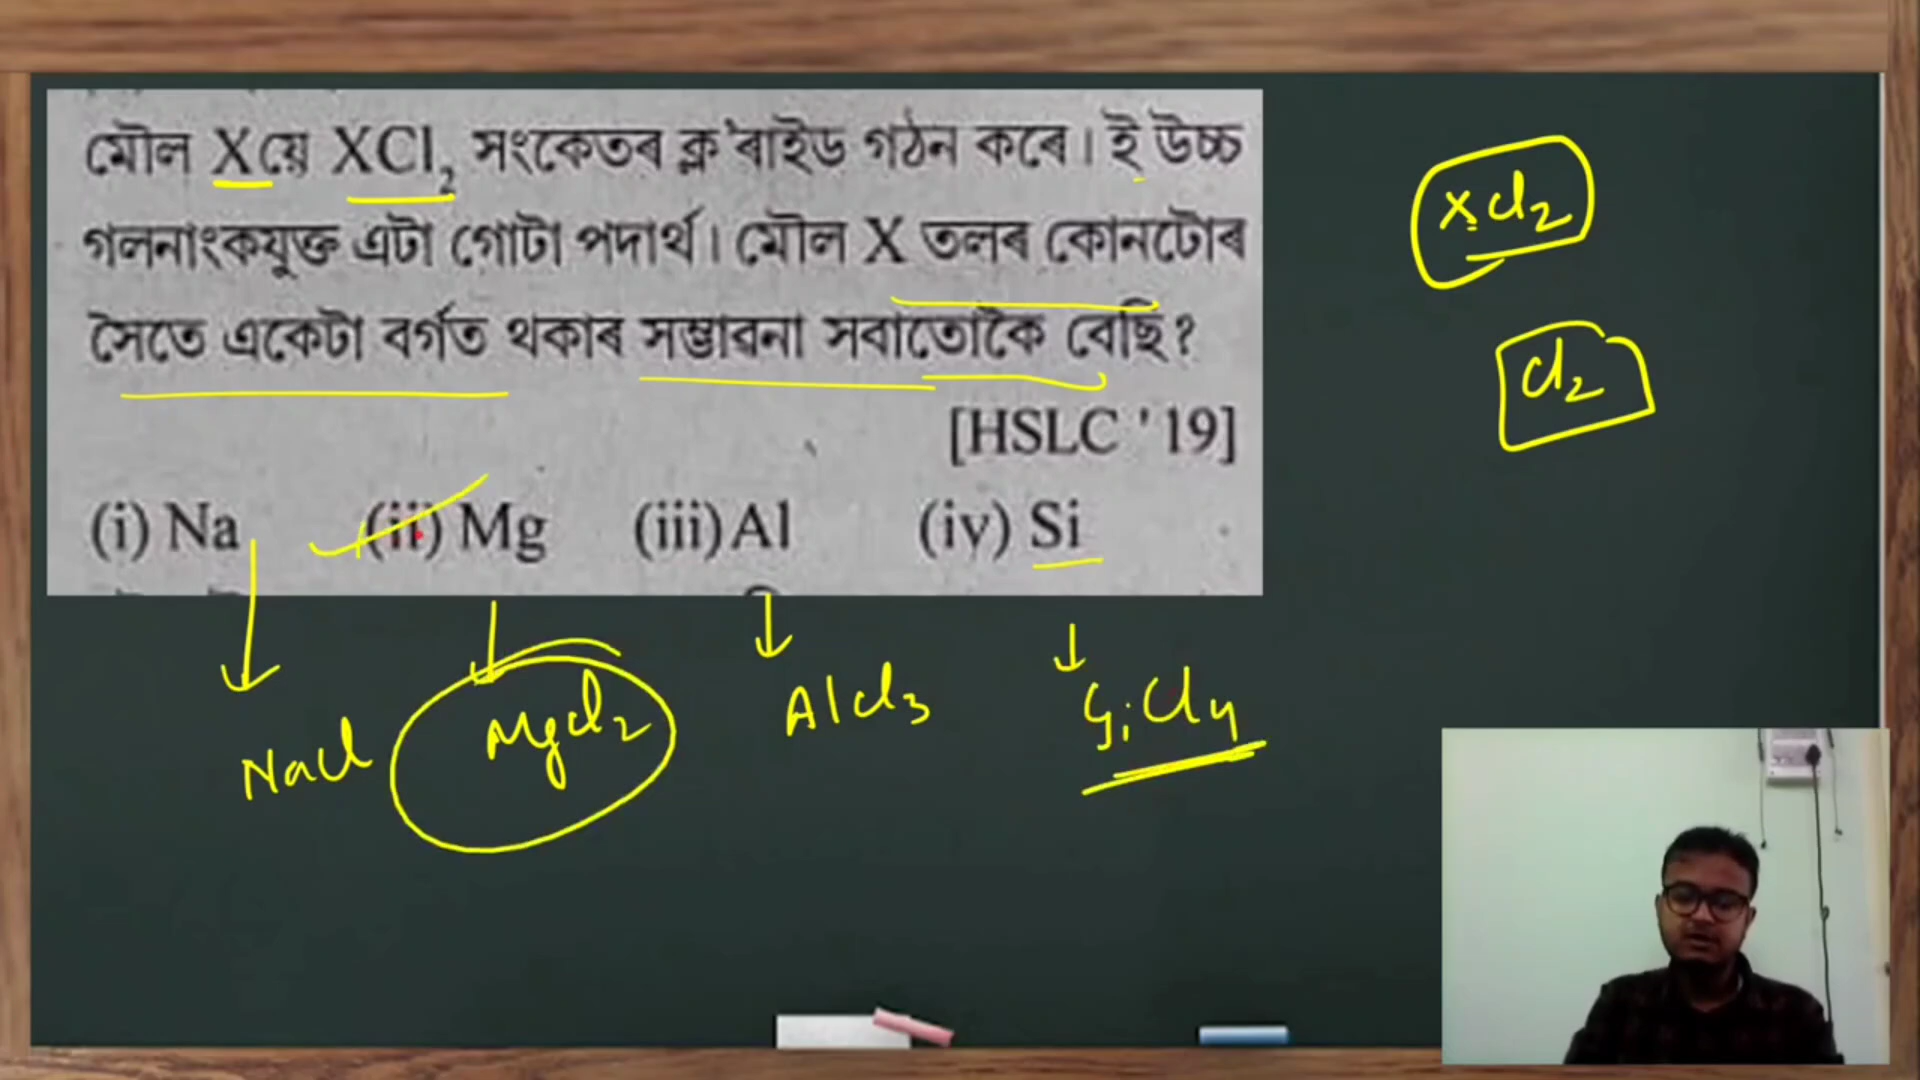 মৌল Xয়ে XCl₂ সংকেতৰ ক্ল'ৰাইড গঠন কৰে। ই উচ্চ
গলনাংকযুক্ত এটা গোটা পদাৰ্থ। মৌল X তলৰ কোনটোৰ
সৈতে একেটা বৰ্গত থকাৰ সম্ভাৱনা সবাতোকৈ বেছি?
[HSLC '19]
(i) Na (ii) Mg (iii) Al (iv) Si
XCl₂
Cl₂
NaCl MgCl₂ AlCl₃ SiCl₄